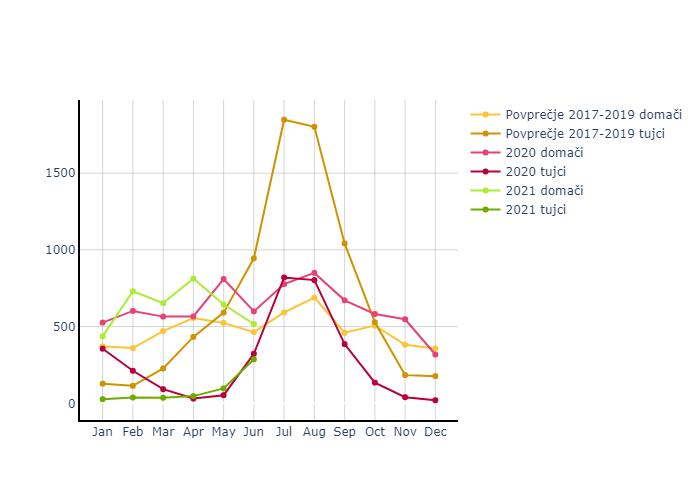 Povprečje 2017-2019 domači
Povprečje 2017-2019 tujci
2020 domači
2020 tujci
2021 domači
2021 tujci
1500
1000
500
0
Jan Feb Mar Apr May Jun Jul Aug Sep Oct Nov Dec